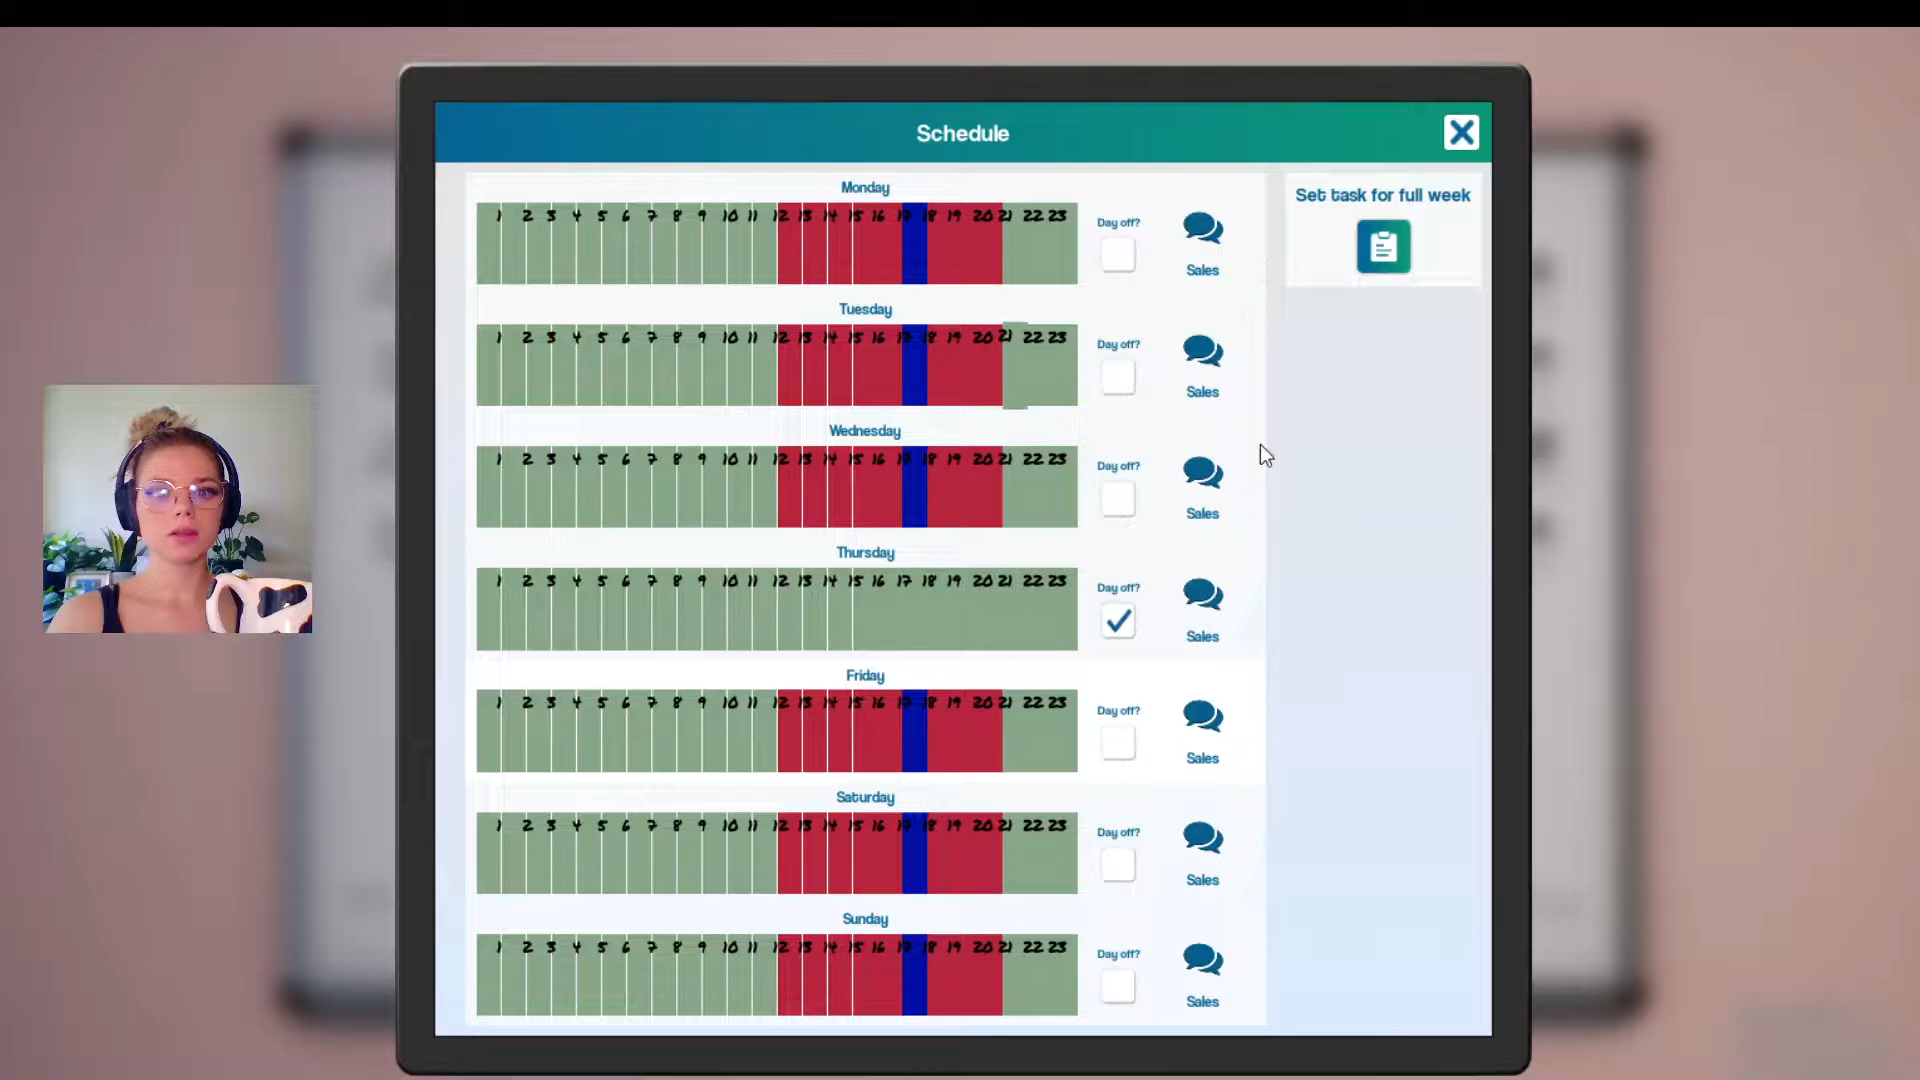 Schedule
Set task for full week
Monday
1 2 3 4 5 6 7 8 9 10 11 12 13 14 15 16 17 18 19 20 21 22 23
Day off?
Sales
Tuesday
1 2 3 4 5 6 7 8 9 10 11 12 13 14 15 16 17 18 19 20 21 22 23
Day off?
Sales
Wednesday
1 2 3 4 5 6 7 8 9 10 11 12 13 14 15 16 17 18 19 20 21 22 23
Day off?
Sales
Thursday
1 2 3 4 5 6 7 8 9 10 11 12 13 14 15 16 17 18 19 20 21 22 23
Day off?
Sales
Friday
1 2 3 4 5 6 7 8 9 10 11 12 13 14 15 16 17 18 19 20 21 22 23
Day off?
Sales
Saturday
1 2 3 4 5 6 7 8 9 10 11 12 13 14 15 16 17 18 19 20 21 22 23
Day off?
Sales
Sunday
1 2 3 4 5 6 7 8 9 10 11 12 13 14 15 16 17 18 19 20 21 22 23
Day off?
Sales